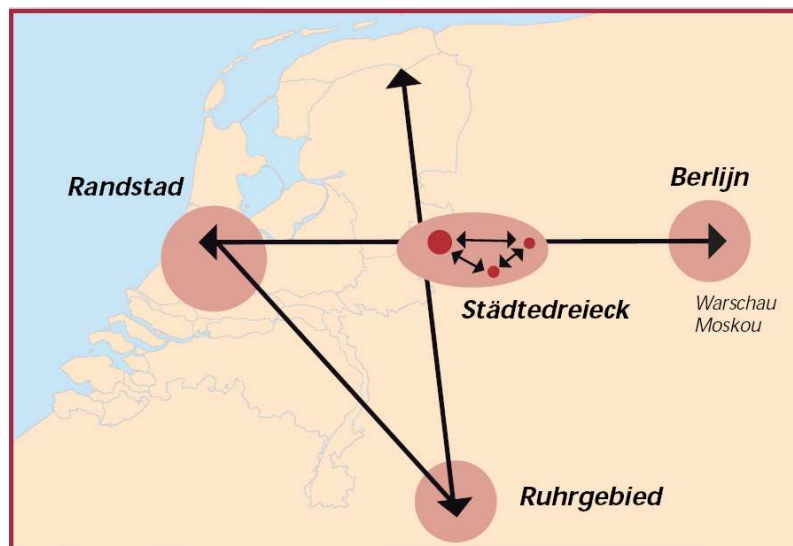 Randstad
Berlijn
Städtedreieck
Warschau
Moskou
Ruhrgebied